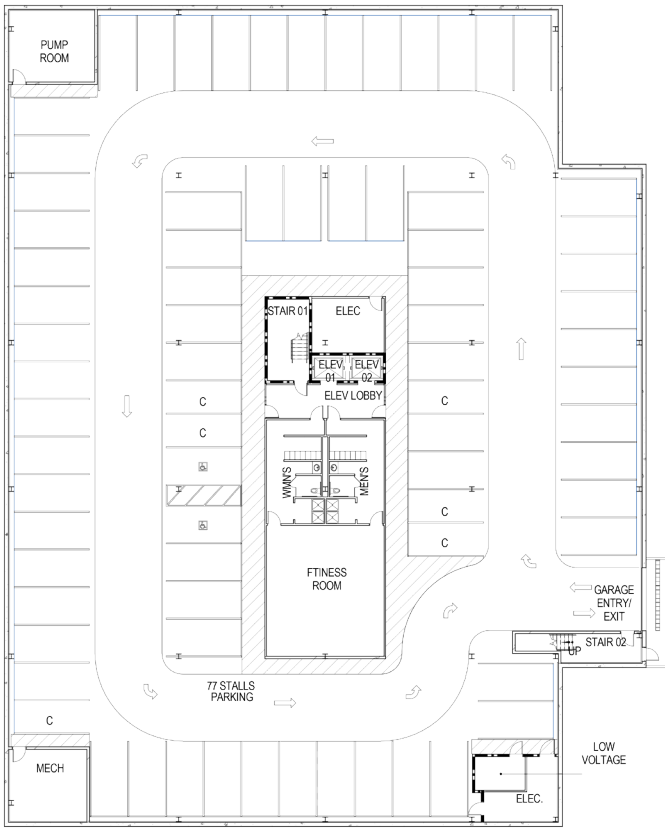 PUMP
ROOM
STAIR 01
ELEC
ELEV
01
ELEV
02
ELEV LOBBY
C
C
C
WMN'S
MEN'S
C
C
FTINESS
ROOM
GARAGE
ENTRY/
EXIT
STAIR 02
UP
77 STALLS
PARKING
C
MECH
LOW
VOLTAGE
ELEC.